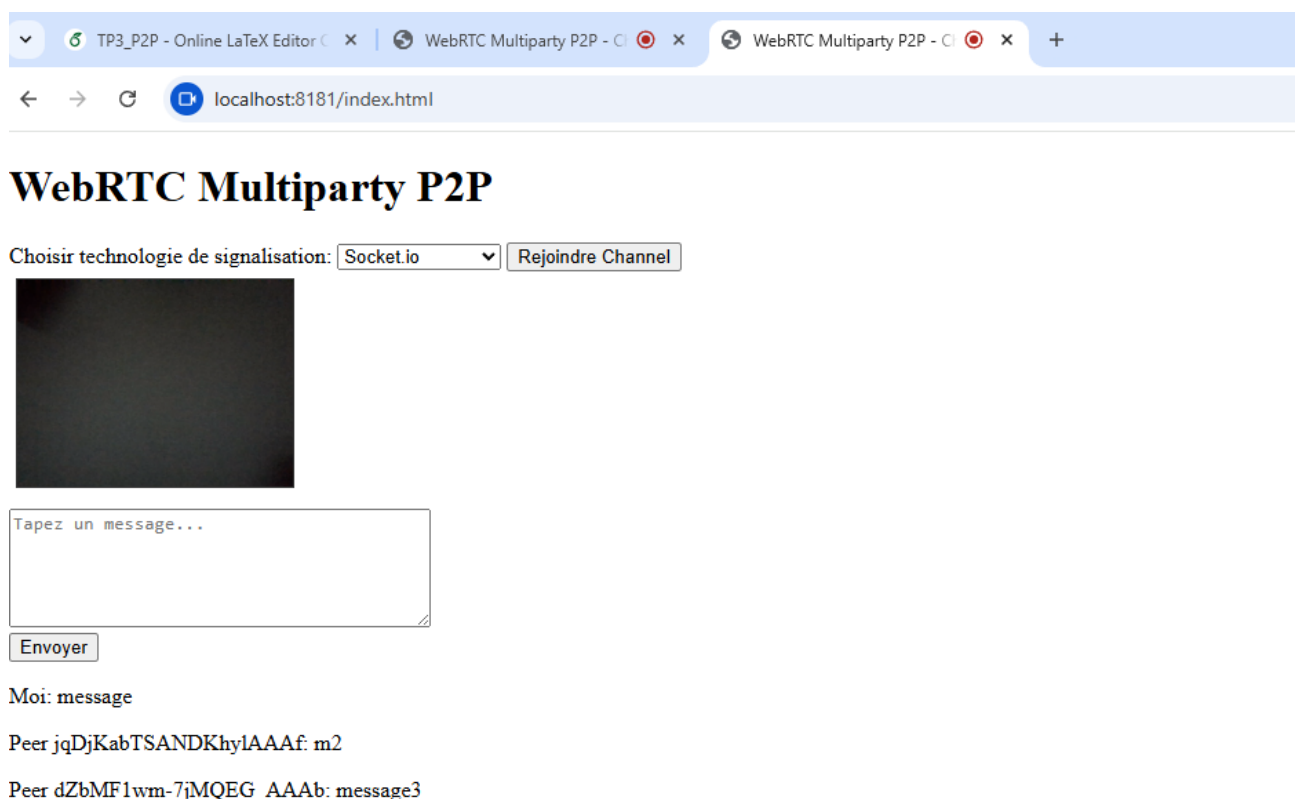 TP3_P2P - Online LaTeX Editor
WebRTC Multiparty P2P - C
WebRTC Multiparty P2P - C
localhost:8181/index.html
WebRTC Multiparty P2P
Choisir technologie de signalisation: Socket.io Rejoindre Channel
Tapez un message...
Envoyer
Moi: message
Peer jqDjKabTSANDKhylAAAf: m2
Peer dZbMF1wm-7jMQEG_AAAb: message3